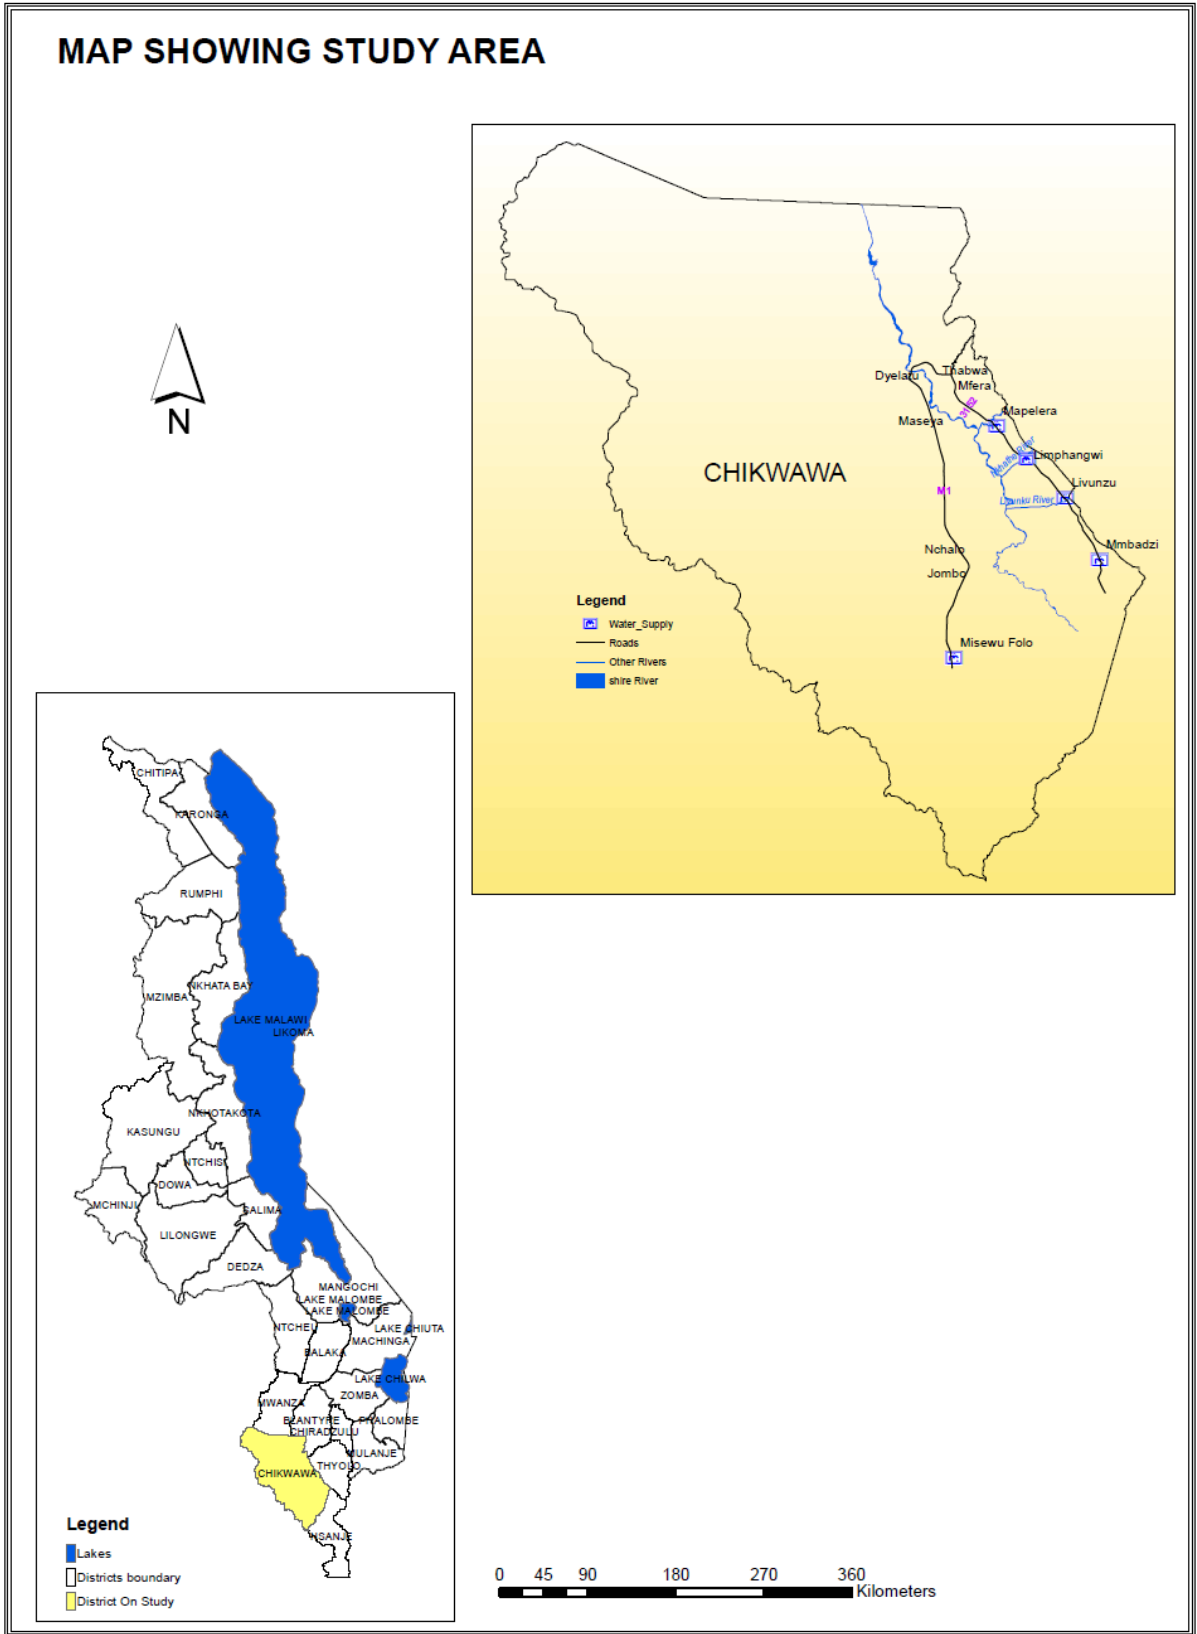 MAP SHOWING STUDY AREA
N
Dyelatu
Thabwa
Mfera
3152
Maseya
Mapelera
CHIKWAWA
Limphangwi
M1
Livunzu
Livunku River
Nchalo
Mmbadzi
Jombo
Misewu Folo
Legend
Water_Supply
Roads
Other Rivers
shire River
CHITIPA
KARONGA
RUMPHI
NKHATA BAY
MZIMBA
LAKE MALAWI
LIKOMA
NKHOTAKOTA
KASUNGU
NTCHISI
DOWA
MCHINJI
SALIMA
LILONGWE
DEDZA
MANGOCHI
LAKE MALOMBE
LAKE MALOMBE
NTCHEU
LAKE CHIUTA
MACHINGA
BALAKA
LAKE CHILWA
ZOMBA
MWANZA
BLANTYRE
PHALOMBE
CHIRADZULU
MULANJE
THYOLO
CHIKWAWA
NSANJE
Legend
Lakes
Districts boundary
District On Study
0 45 90 180 270 360
Kilometers